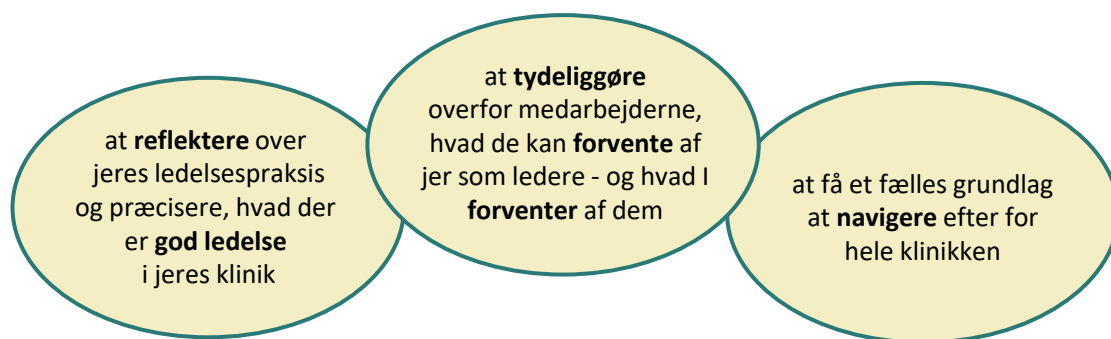 at reflektere over
jeres ledelsespraksis
og præcisere, hvad der
er god ledelse
i jeres klinik
at tydeliggøre
overfor medarbejderne,
hvad de kan forvente af
jer som ledere - og hvad I
forventer af dem
at få et fælles grundlag
at navigere efter for
hele klinikken